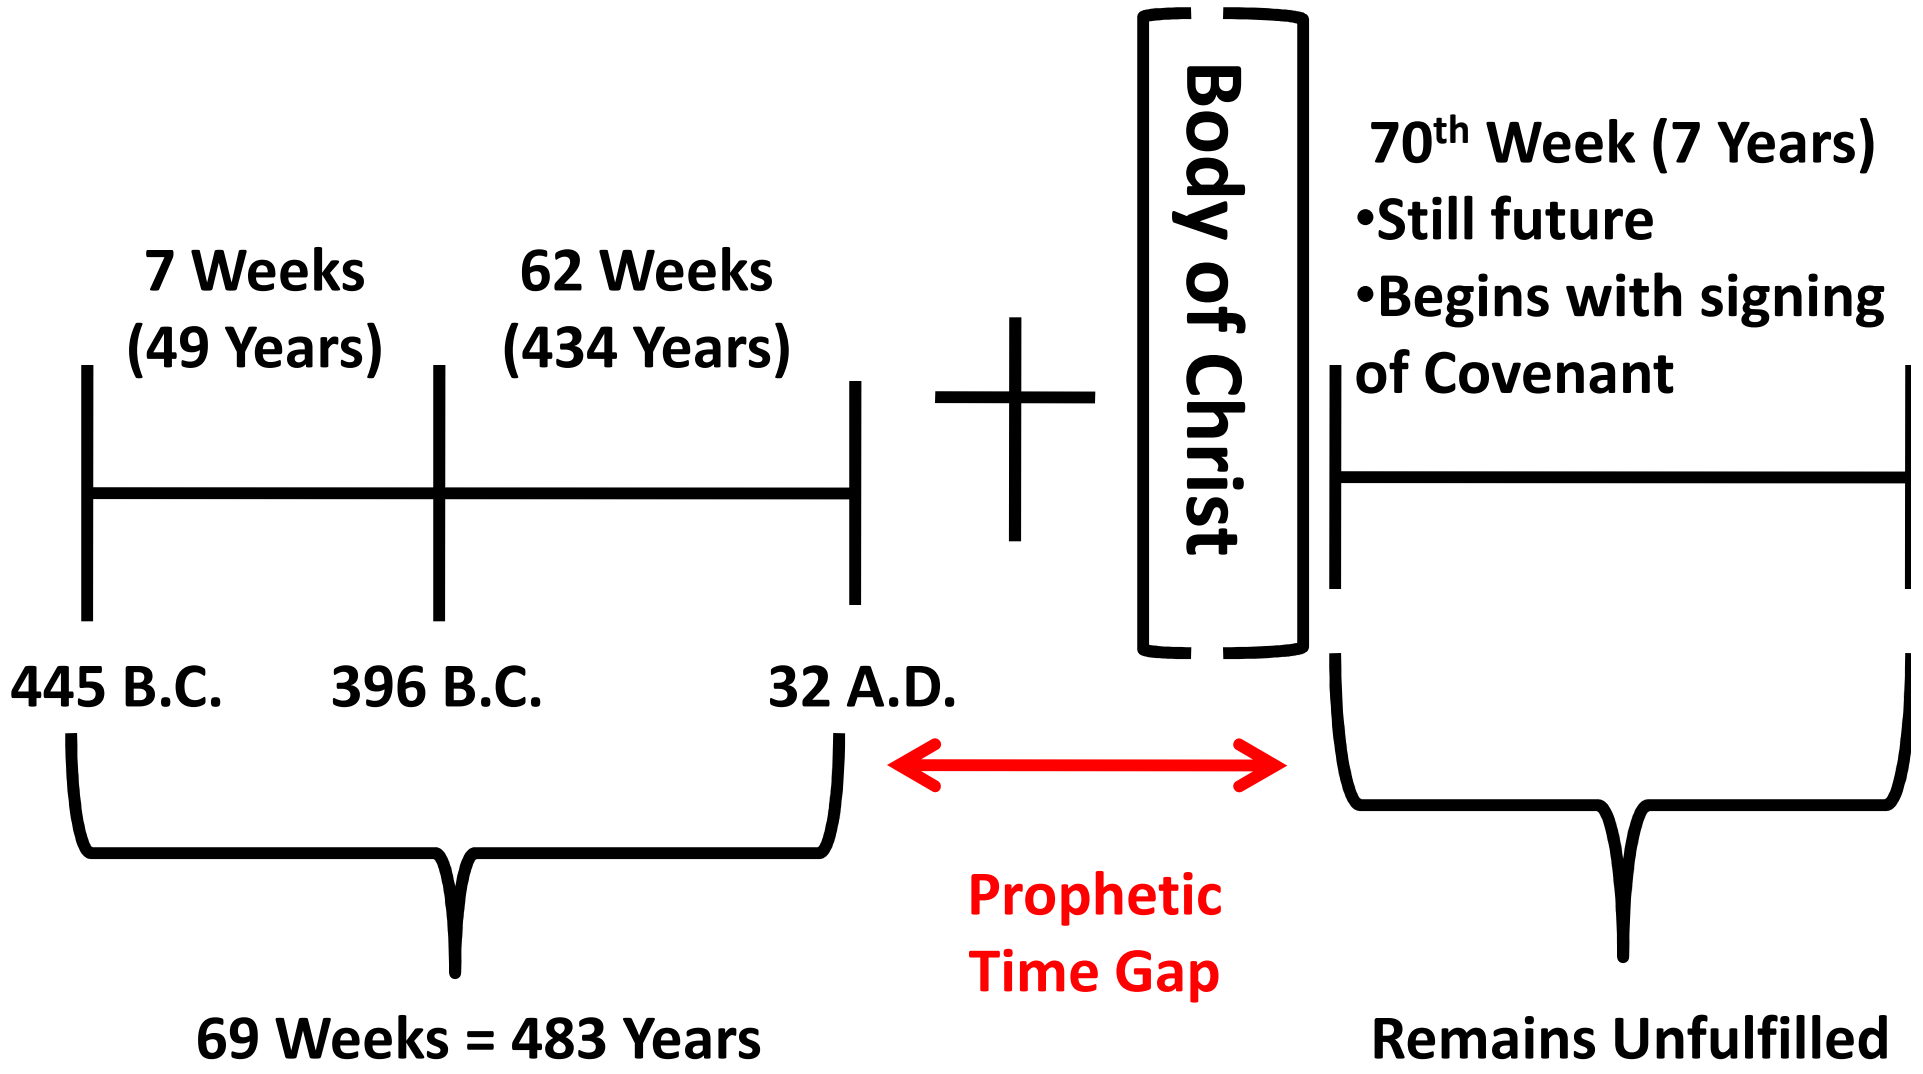 7 Weeks
(49 Years)
62 Weeks
(434 Years)
Body of Christ
70th Week (7 Years)
•Still future
•Begins with signing
of Covenant
445 B.C.
396 B.C.
32 A.D.
Prophetic
Time Gap
69 Weeks = 483 Years
Remains Unfulfilled